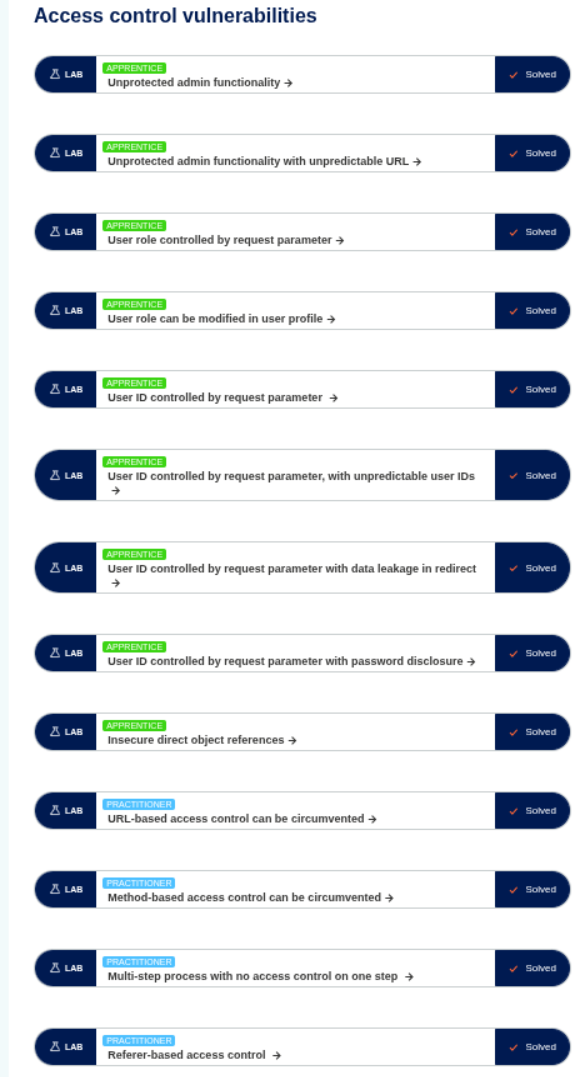 Access control vulnerabilities
LAB
APPRENTICE
Unprotected admin functionality →
Solved
LAB
APPRENTICE
Unprotected admin functionality with unpredictable URL →
Solved
LAB
APPRENTICE
User role controlled by request parameter →
Solved
LAB
APPRENTICE
User role can be modified in user profile →
Solved
LAB
APPRENTICE
User ID controlled by request parameter →
Solved
LAB
APPRENTICE
User ID controlled by request parameter, with unpredictable user IDs
→
Solved
LAB
APPRENTICE
User ID controlled by request parameter with data leakage in redirect
→
Solved
LAB
APPRENTICE
User ID controlled by request parameter with password disclosure →
Solved
LAB
APPRENTICE
Insecure direct object references →
Solved
LAB
PRACTITIONER
URL-based access control can be circumvented →
Solved
LAB
PRACTITIONER
Method-based access control can be circumvented →
Solved
LAB
PRACTITIONER
Multi-step process with no access control on one step →
Solved
LAB
PRACTITIONER
Referer-based access control →
Solved